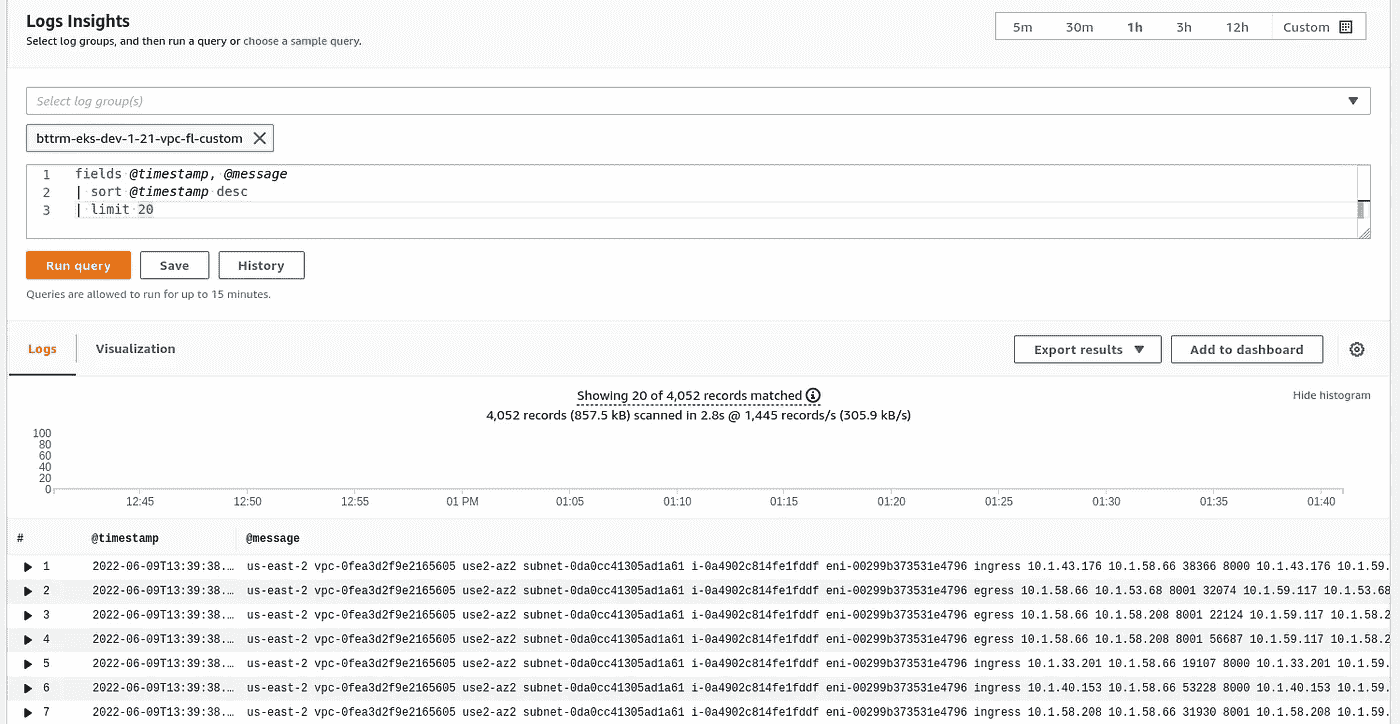 Logs Insights
Select log groups, and then run a query or choose a sample query.
5m 30m 1h 3h 12h Custom
Select log group(s)
bttrm-eks-dev-1-21-vpc-fl-custom
1 fields @timestamp, @message
2 | sort @timestamp desc
3 | limit 20
Run query Save History
Queries are allowed to run for up to 15 minutes.
Logs Visualization Export results Add to dashboard
Showing 20 of 4,052 records matched
4,052 records (857.5 kB) scanned in 2.8s @ 1,445 records/s (305.9 kB/s)
Hide histogram
100
80
60
40
20
0
12:45 12:50 12:55 01 PM 01:05 01:10 01:15 01:20 01:25 01:30 01:35 01:40
# @timestamp @message
1 2022-06-09T13:39:38.… us-east-2 vpc-0fea3d2f9e2165605 use2-az2 subnet-0da0cc41305ad1a61 i-0a4902c814fe1fddf eni-00299b373531e4796 ingress 10.1.43.176 10.1.58.66 38366 8000 10.1.43.176 10.1.59.
2 2022-06-09T13:39:38.… us-east-2 vpc-0fea3d2f9e2165605 use2-az2 subnet-0da0cc41305ad1a61 i-0a4902c814fe1fddf eni-00299b373531e4796 egress 10.1.58.66 10.1.53.68 8001 32074 10.1.59.117 10.1.53.68
3 2022-06-09T13:39:38.… us-east-2 vpc-0fea3d2f9e2165605 use2-az2 subnet-0da0cc41305ad1a61 i-0a4902c814fe1fddf eni-00299b373531e4796 egress 10.1.58.66 10.1.58.208 8001 22124 10.1.59.117 10.1.58.2
4 2022-06-09T13:39:38.… us-east-2 vpc-0fea3d2f9e2165605 use2-az2 subnet-0da0cc41305ad1a61 i-0a4902c814fe1fddf eni-00299b373531e4796 egress 10.1.58.66 10.1.58.208 8001 56687 10.1.59.117 10.1.58.2
5 2022-06-09T13:39:38.… us-east-2 vpc-0fea3d2f9e2165605 use2-az2 subnet-0da0cc41305ad1a61 i-0a4902c814fe1fddf eni-00299b373531e4796 ingress 10.1.33.201 10.1.58.66 19107 8000 10.1.33.201 10.1.59.
6 2022-06-09T13:39:38.… us-east-2 vpc-0fea3d2f9e2165605 use2-az2 subnet-0da0cc41305ad1a61 i-0a4902c814fe1fddf eni-00299b373531e4796 ingress 10.1.40.153 10.1.58.66 53228 8000 10.1.40.153 10.1.59.
7 2022-06-09T13:39:38.… us-east-2 vpc-0fea3d2f9e2165605 use2-az2 subnet-0da0cc41305ad1a61 i-0a4902c814fe1fddf eni-00299b373531e4796 ingress 10.1.58.208 10.1.58.66 31930 8001 10.1.58.208 10.1.59.